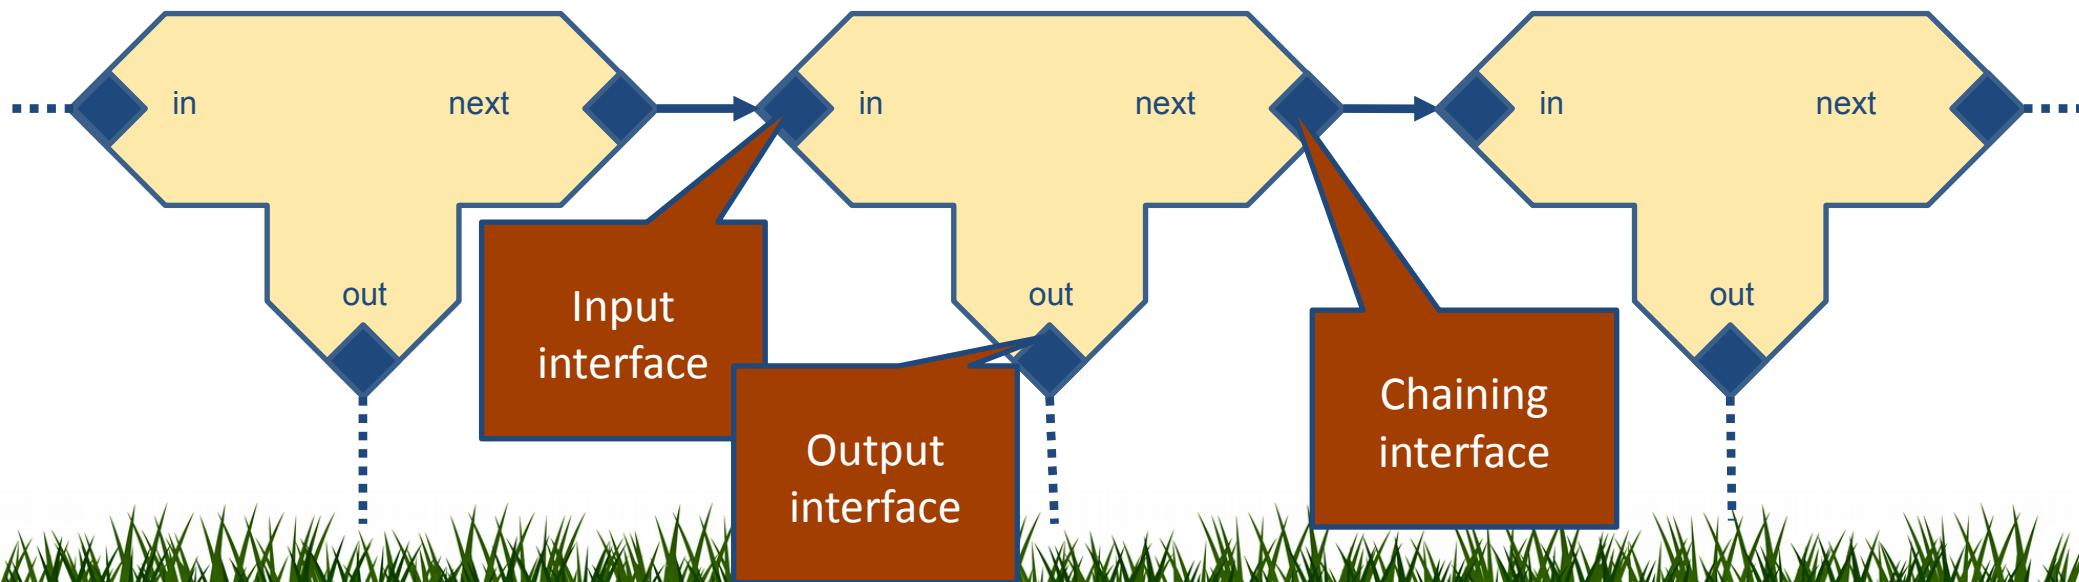 in
next
in
next
in
next
out
out
out
Input
interface
Output
interface
Chaining
interface